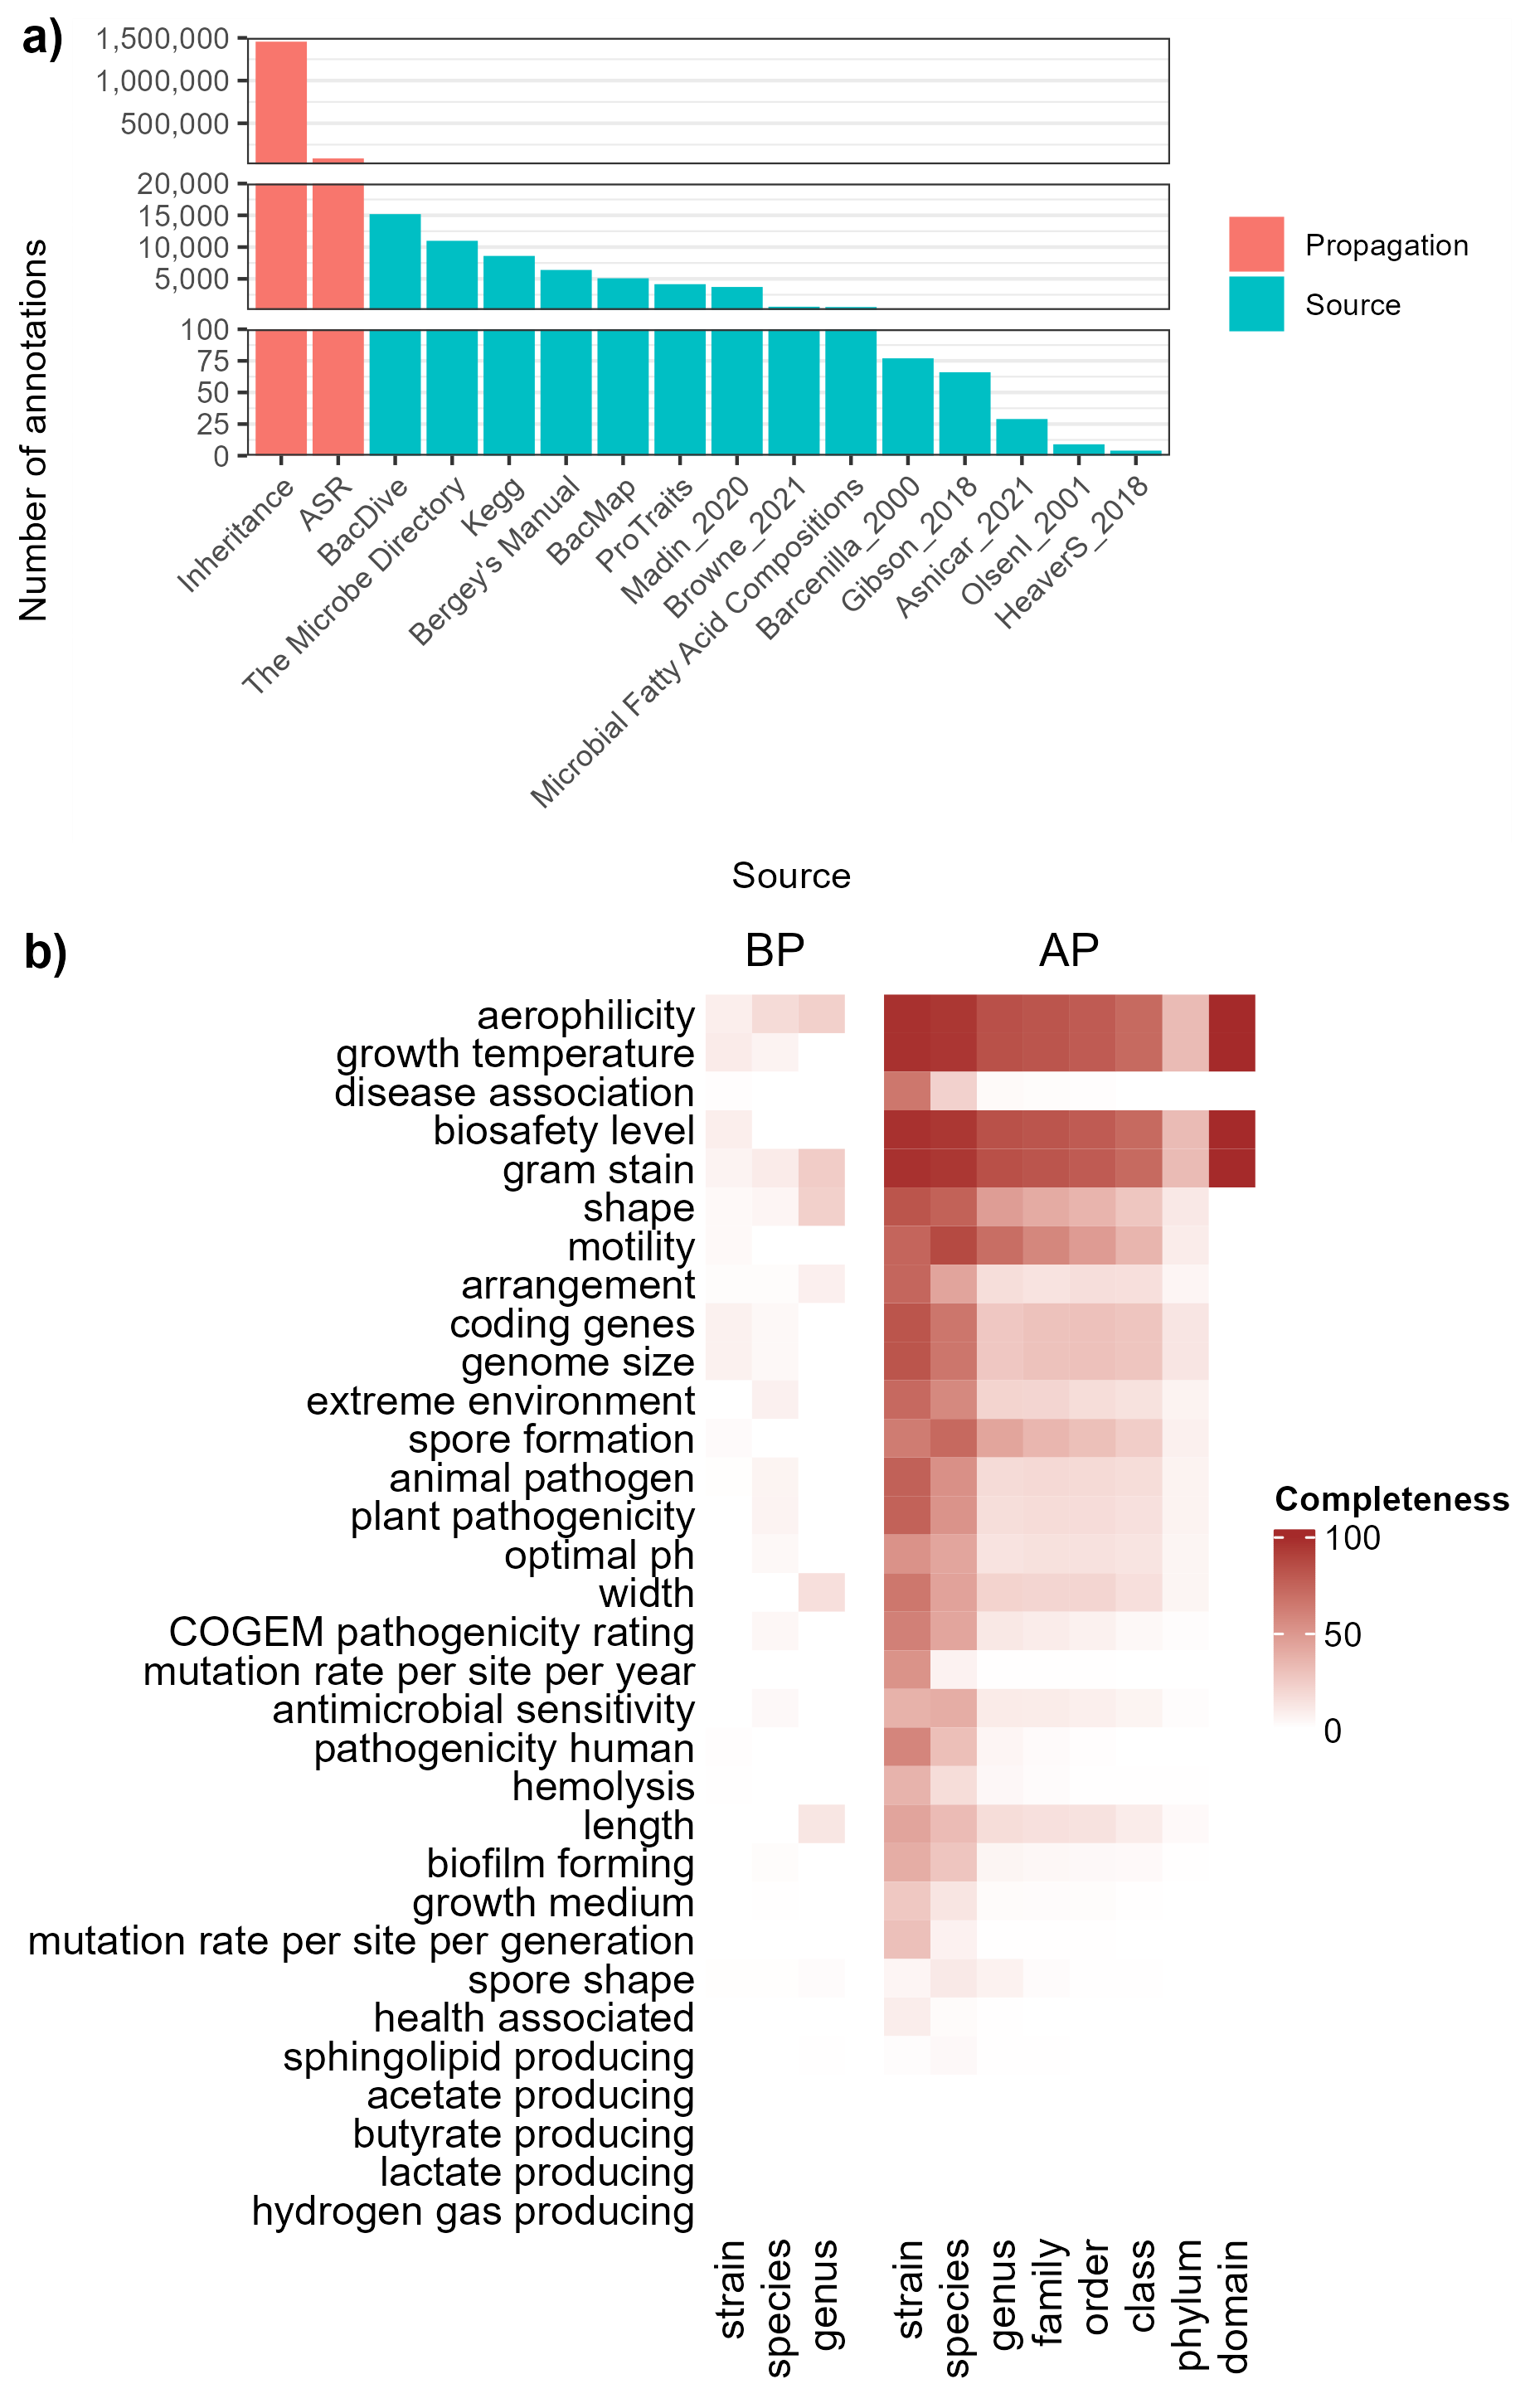 a)
1,500,000
1,000,000
500,000
20,000
15,000
10,000
5,000
100
75
50
25
0
Number of annotations
Inheritance
ASR
BacDive
The Microbe Directory
Kegg
Bergey's Manual
BacMap
ProTraits
Madin_2020
Browne_2021
Microbial Fatty Acid Compositions
Barcenilla_2000
Gibson_2018
Asnicar_2021
OlsenI_2001
HeaverS_2018
Source
Propagation
Source
b)
BP
AP
aerophilicity
growth temperature
disease association
biosafety level
gram stain
shape
motility
arrangement
coding genes
genome size
extreme environment
spore formation
animal pathogen
plant pathogenicity
optimal ph
width
COGEM pathogenicity rating
mutation rate per site per year
antimicrobial sensitivity
pathogenicity human
hemolysis
length
biofilm forming
growth medium
mutation rate per site per generation
spore shape
health associated
sphingolipid producing
acetate producing
butyrate producing
lactate producing
hydrogen gas producing
strain
species
genus
strain
species
genus
family
order
class
phylum
domain
Completeness
100
50
0